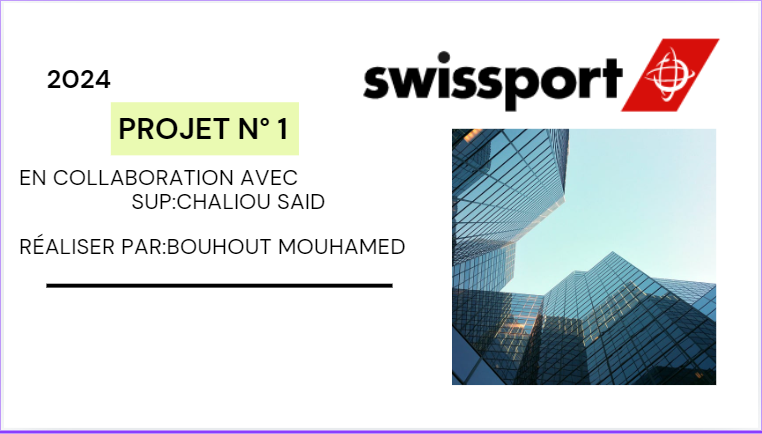 2024
swissport
PROJET N° 1
EN COLLABORATION AVEC
SUP:CHALIOU SAID
RÉALISER PAR:BOUHOUT MOUHAMED